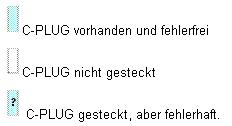 C-PLUG vorhanden und fehlerfrei
C-PLUG nicht gesteckt
? C-PLUG gesteckt, aber fehlerhaft.